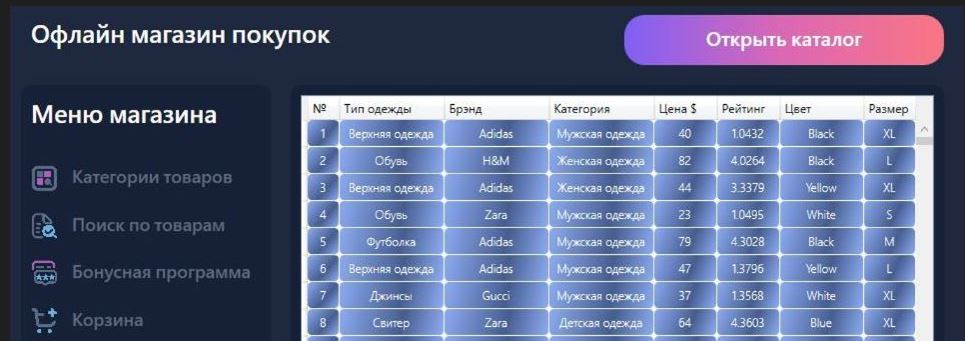 Офлайн магазин покупок
Открыть каталог
Меню магазина
Категории товаров
Поиск по товарам
Бонусная программа
Корзина
№ Тип одежды Брэнд Категория Цена $ Рейтинг Цвет Размер
1 Верхняя одежда Adidas Мужская одежда 40 1.0432 Black XL
2 Обувь H&M Женская одежда 82 4.0264 Black L
3 Верхняя одежда Adidas Женская одежда 44 3.3379 Yellow XL
4 Обувь Zara Мужская одежда 23 1.0495 White S
5 Футболка Adidas Мужская одежда 79 4.3028 Black M
6 Верхняя одежда Adidas Мужская одежда 47 1.3796 Yellow L
7 Джинсы Gucci Мужская одежда 37 1.3568 White XL
8 Свитер Zara Детская одежда 64 4.3603 Blue XL